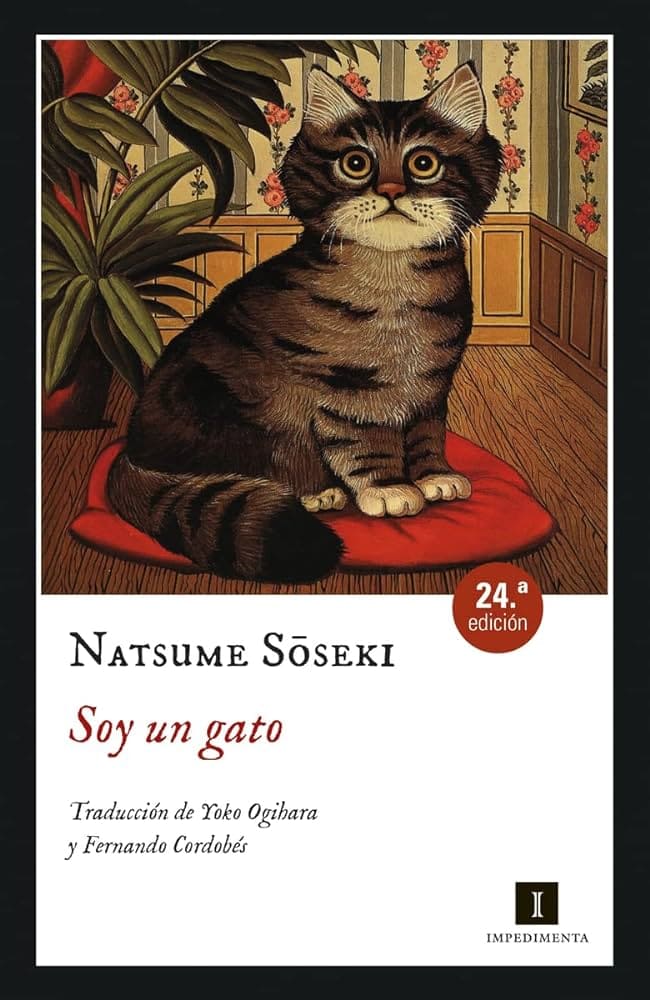 24.ª
edición
NATSUME SŌSEKI
Soy un gato
Traducción de Yoko Ogihara
y Fernando Cordobés
I
IMPEDIMENTA